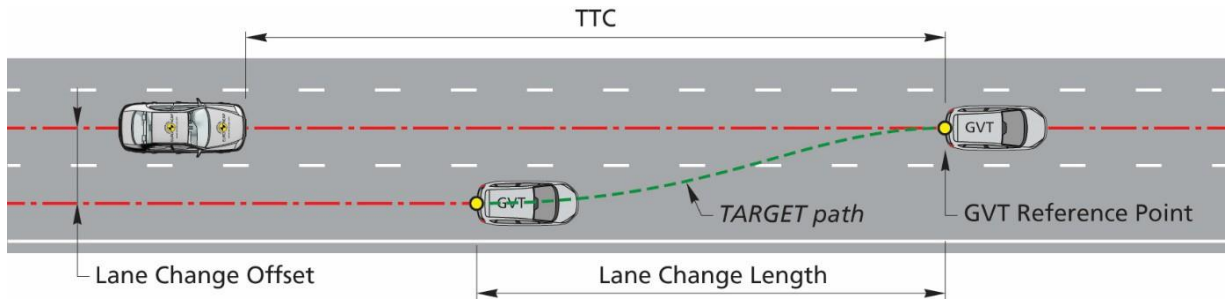 TTC
GVT
GVT
TARGET path
GVT Reference Point
Lane Change Offset
Lane Change Length